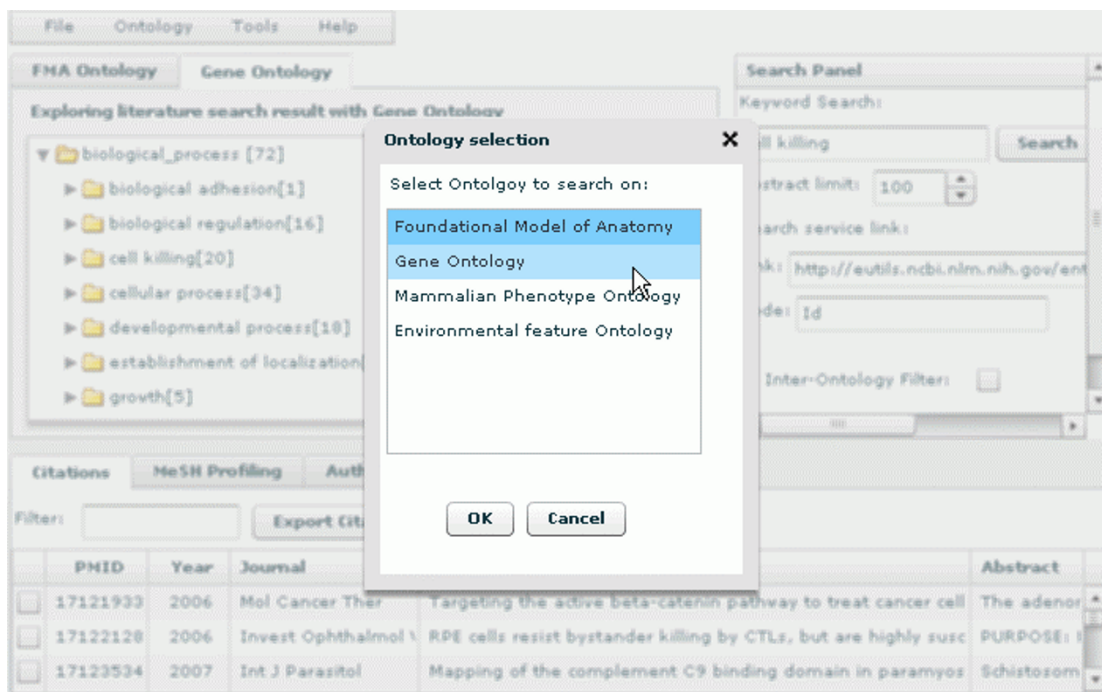 File Ontology Tools Help
FMA Ontology Gene Ontology
Exploring literature search result with Gene Ontology
biological_process [72]
biological adhesion[1]
biological regulation[16]
cell killing[20]
cellular process[34]
developmental process[18]
establishment of localization[
growth[5]
Ontology selection
Select Ontolgoy to search on:
Foundational Model of Anatomy
Gene Ontology
Mammalian Phenotype Ontology
Environmental feature Ontology
OK Cancel
Search Panel
Keyword Search:
ll killing Search
stract limit: 100
arch service link:
nk: http://eutils.ncbi.nlm.nih.gov/ent
ode: Id
Inter-Ontology Filter:
Citations MeSH Profiling Auth
Filter: Export Cit
PMID Year Journal Abstract
17121933 2006 Mol Cancer Ther Targeting the active beta-catenin pathway to treat cancer cell The adenor
17122128 2006 Invest Ophthalmol V RPE cells resist bystander killing by CTLs, but are highly susc PURPOSE:
17123534 2007 Int J Parasitol Mapping of the complement C9 binding domain in paramyos Schistosom